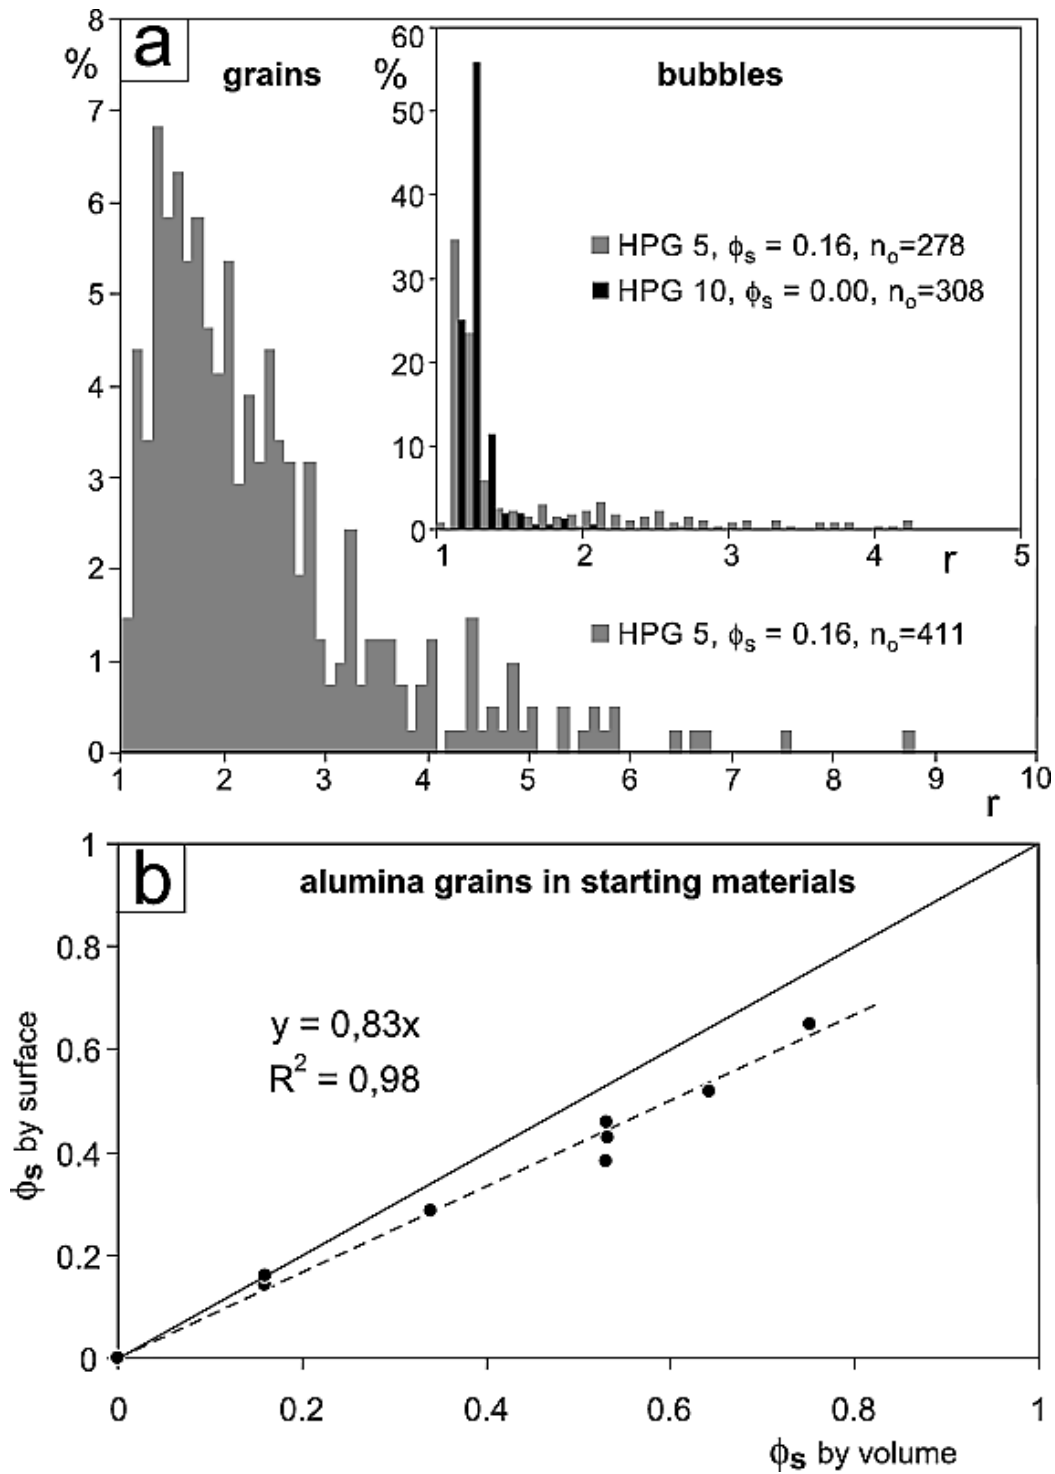 a
%
grains
8
7
6
5
4
3
2
1
0
1 2 3 4 5 6 7 8 9 10
r
%
bubbles
60
50
40
30
20
10
0
HPG 5, ϕs = 0.16, no=278
HPG 10, ϕs = 0.00, no=308
1 2 3 4 5
r
HPG 5, ϕs = 0.16, no=411
b
alumina grains in starting materials
y = 0,83x
R² = 0,98
ϕs by surface
1
0.8
0.6
0.4
0.2
0
0 0.2 0.4 0.6 0.8 1
ϕs by volume